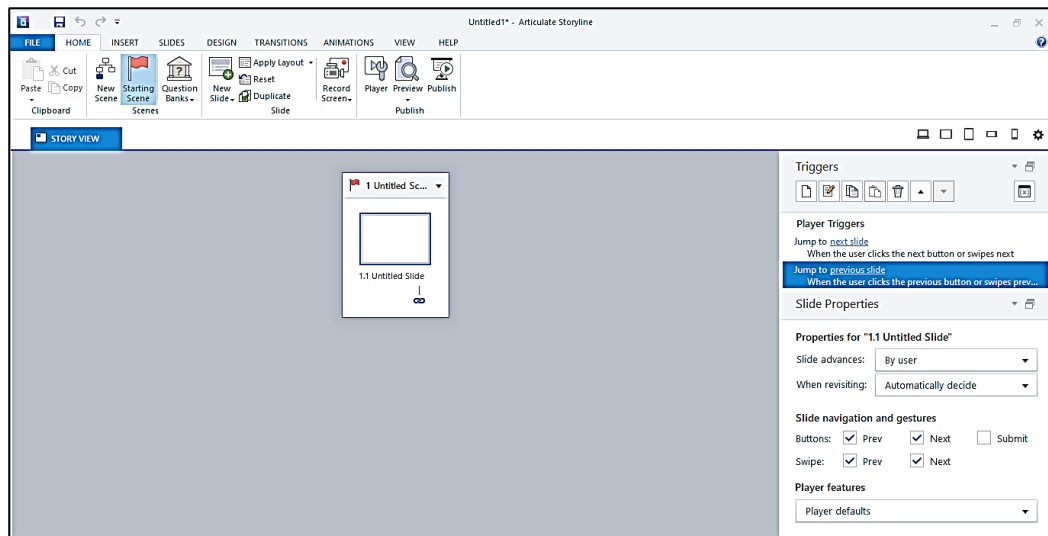 Untitled1* - Articulate Storyline
FILE HOME INSERT SLIDES DESIGN TRANSITIONS ANIMATIONS VIEW HELP
Paste
Cut
Copy
Clipboard
New Scene
Starting Scene
Question Banks
Scenes
New Slide
Apply Layout
Reset
Duplicate
Slide
Record Screen
Player
Preview
Publish
Publish
STORY VIEW
1 Untitled Sc...
1.1 Untitled Slide
Triggers
Player Triggers
Jump to next slide
When the user clicks the next button or swipes next
Jump to previous slide
When the user clicks the previous button or swipes prev...
Slide Properties
Properties for "1.1 Untitled Slide"
Slide advances: By user
When revisiting: Automatically decide
Slide navigation and gestures
Buttons: Prev Next Submit
Swipe: Prev Next
Player features
Player defaults